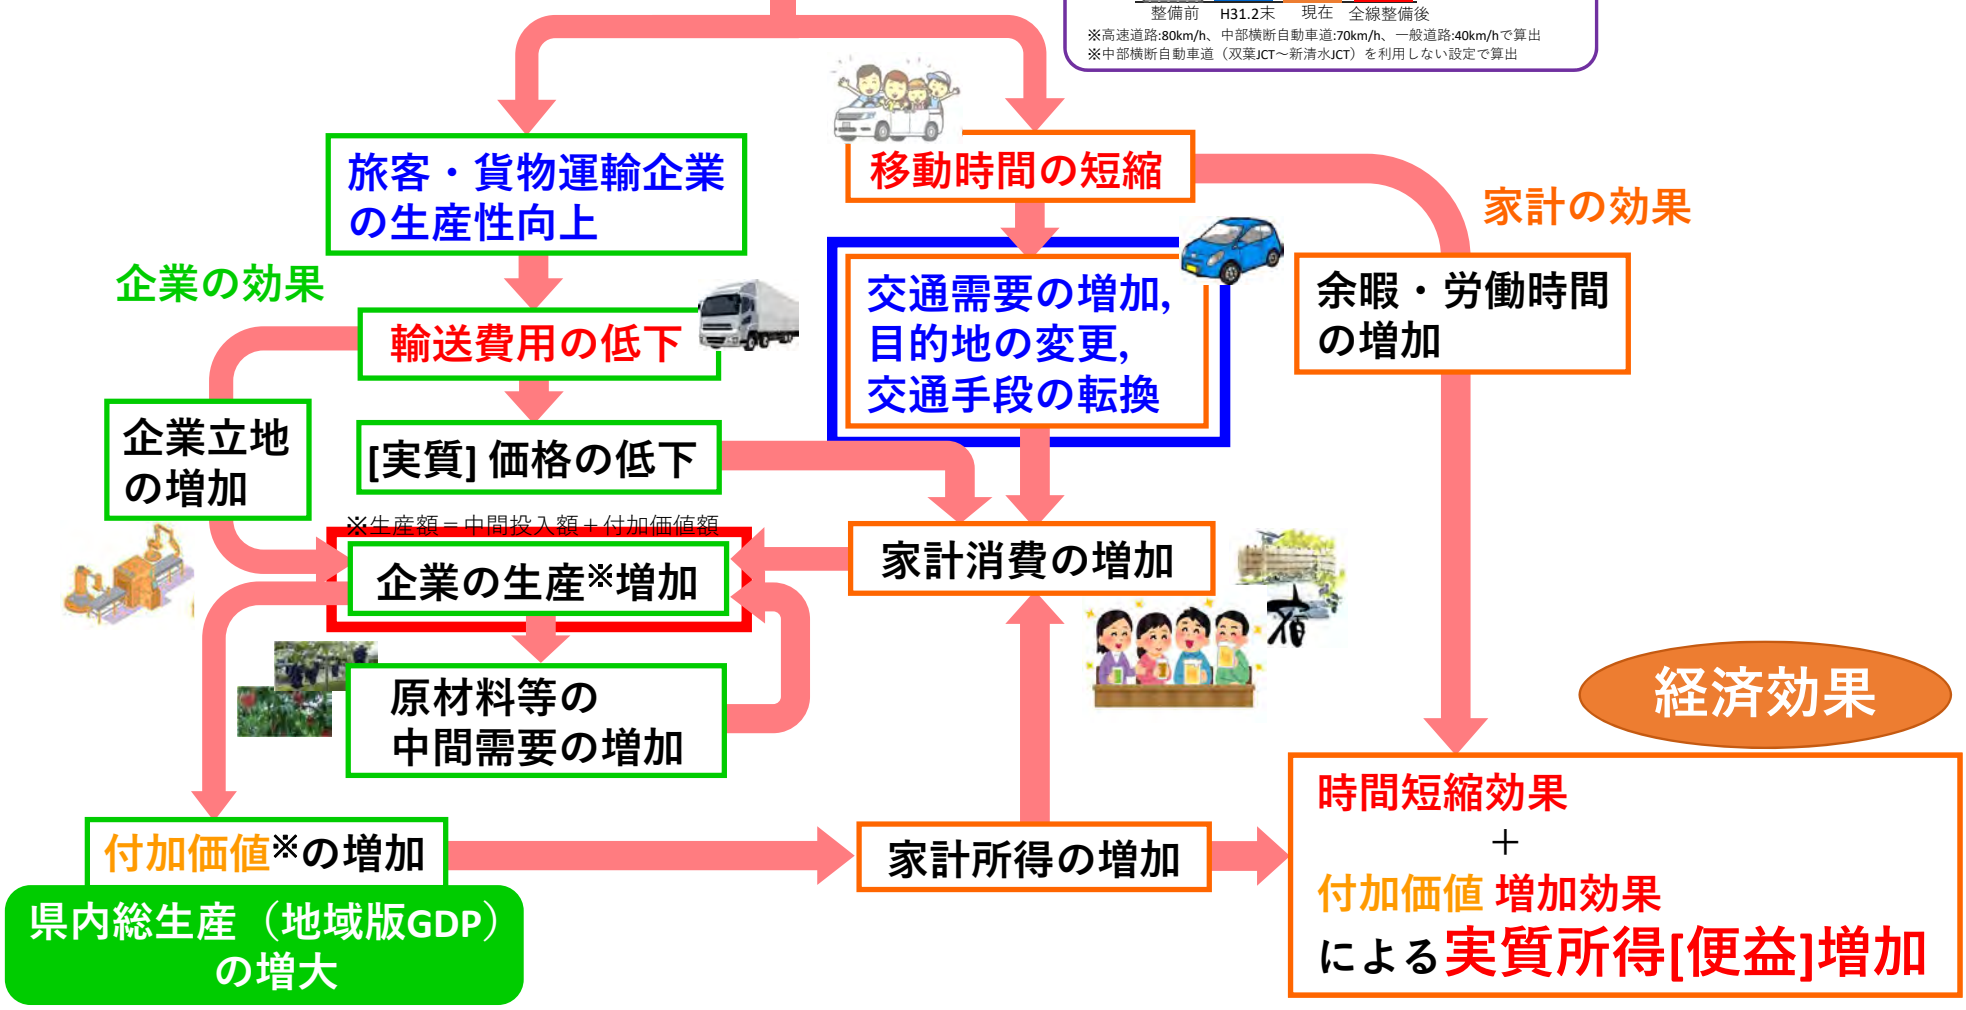 整備前 H31.2末 現在 全線整備後
※高速道路:80km/h、中部横断自動車道:70km/h、一般道路:40km/hで算出
※中部横断自動車道（双葉JCT～新清水JCT）を利用しない設定で算出
旅客・貨物運輸企業
の生産性向上
移動時間の短縮
家計の効果
企業の効果
輸送費用の低下
交通需要の増加,
目的地の変更,
交通手段の転換
余暇・労働時間
の増加
企業立地
の増加
[実質] 価格の低下
※生産額＝中間投入額＋付加価値額
企業の生産※増加
家計消費の増加
宿
原材料等の
中間需要の増加
経済効果
付加価値※の増加
家計所得の増加
県内総生産（地域版GDP）
の増大
時間短縮効果
＋
付加価値 増加効果
による実質所得[便益]増加